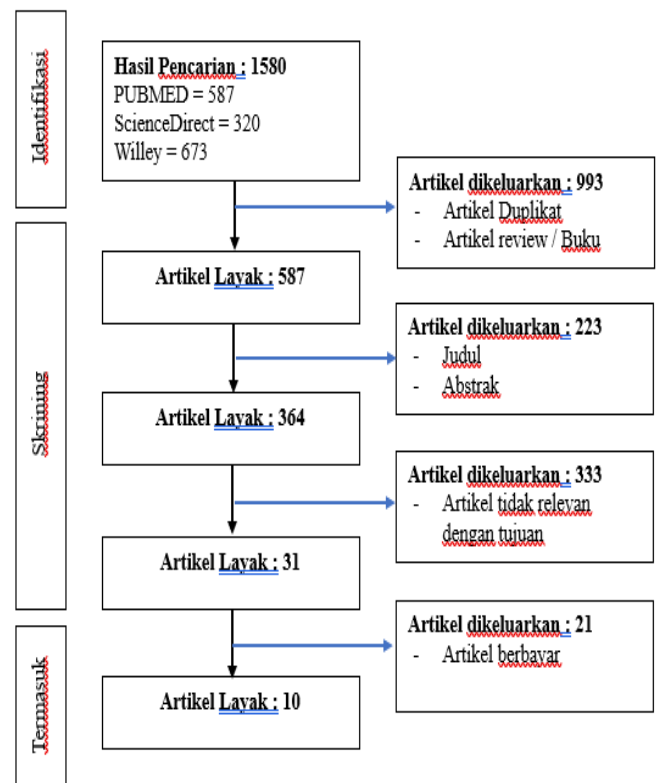 Identifikasi
Hasil Pencarian : 1580
PUBMED = 587
ScienceDirect = 320
Willey = 673
Artikel dikeluarkan : 993
- Artikel Duplikat
- Artikel review / Buku
Skrining
Artikel Layak : 587
Artikel dikeluarkan : 223
- Judul
- Abstrak
Artikel Layak : 364
Artikel dikeluarkan : 333
- Artikel tidak relevan
dengan tujuan
Artikel Layak : 31
Artikel dikeluarkan : 21
- Artikel berbayar
Termasuk
Artikel Layak : 10